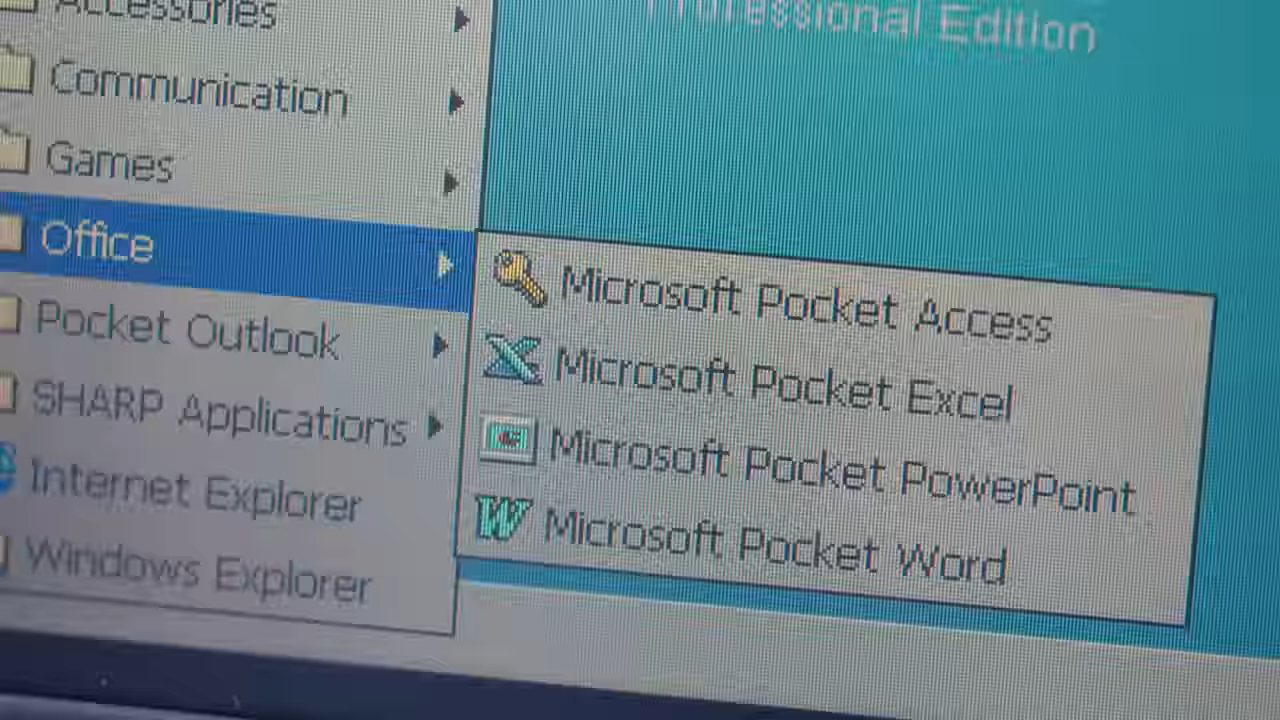 Accessories
Professional Edition
Communication
Games
Office
Pocket Outlook
SHARP Applications
Internet Explorer
Windows Explorer
Microsoft Pocket Access
Microsoft Pocket Excel
Microsoft Pocket PowerPoint
Microsoft Pocket Word